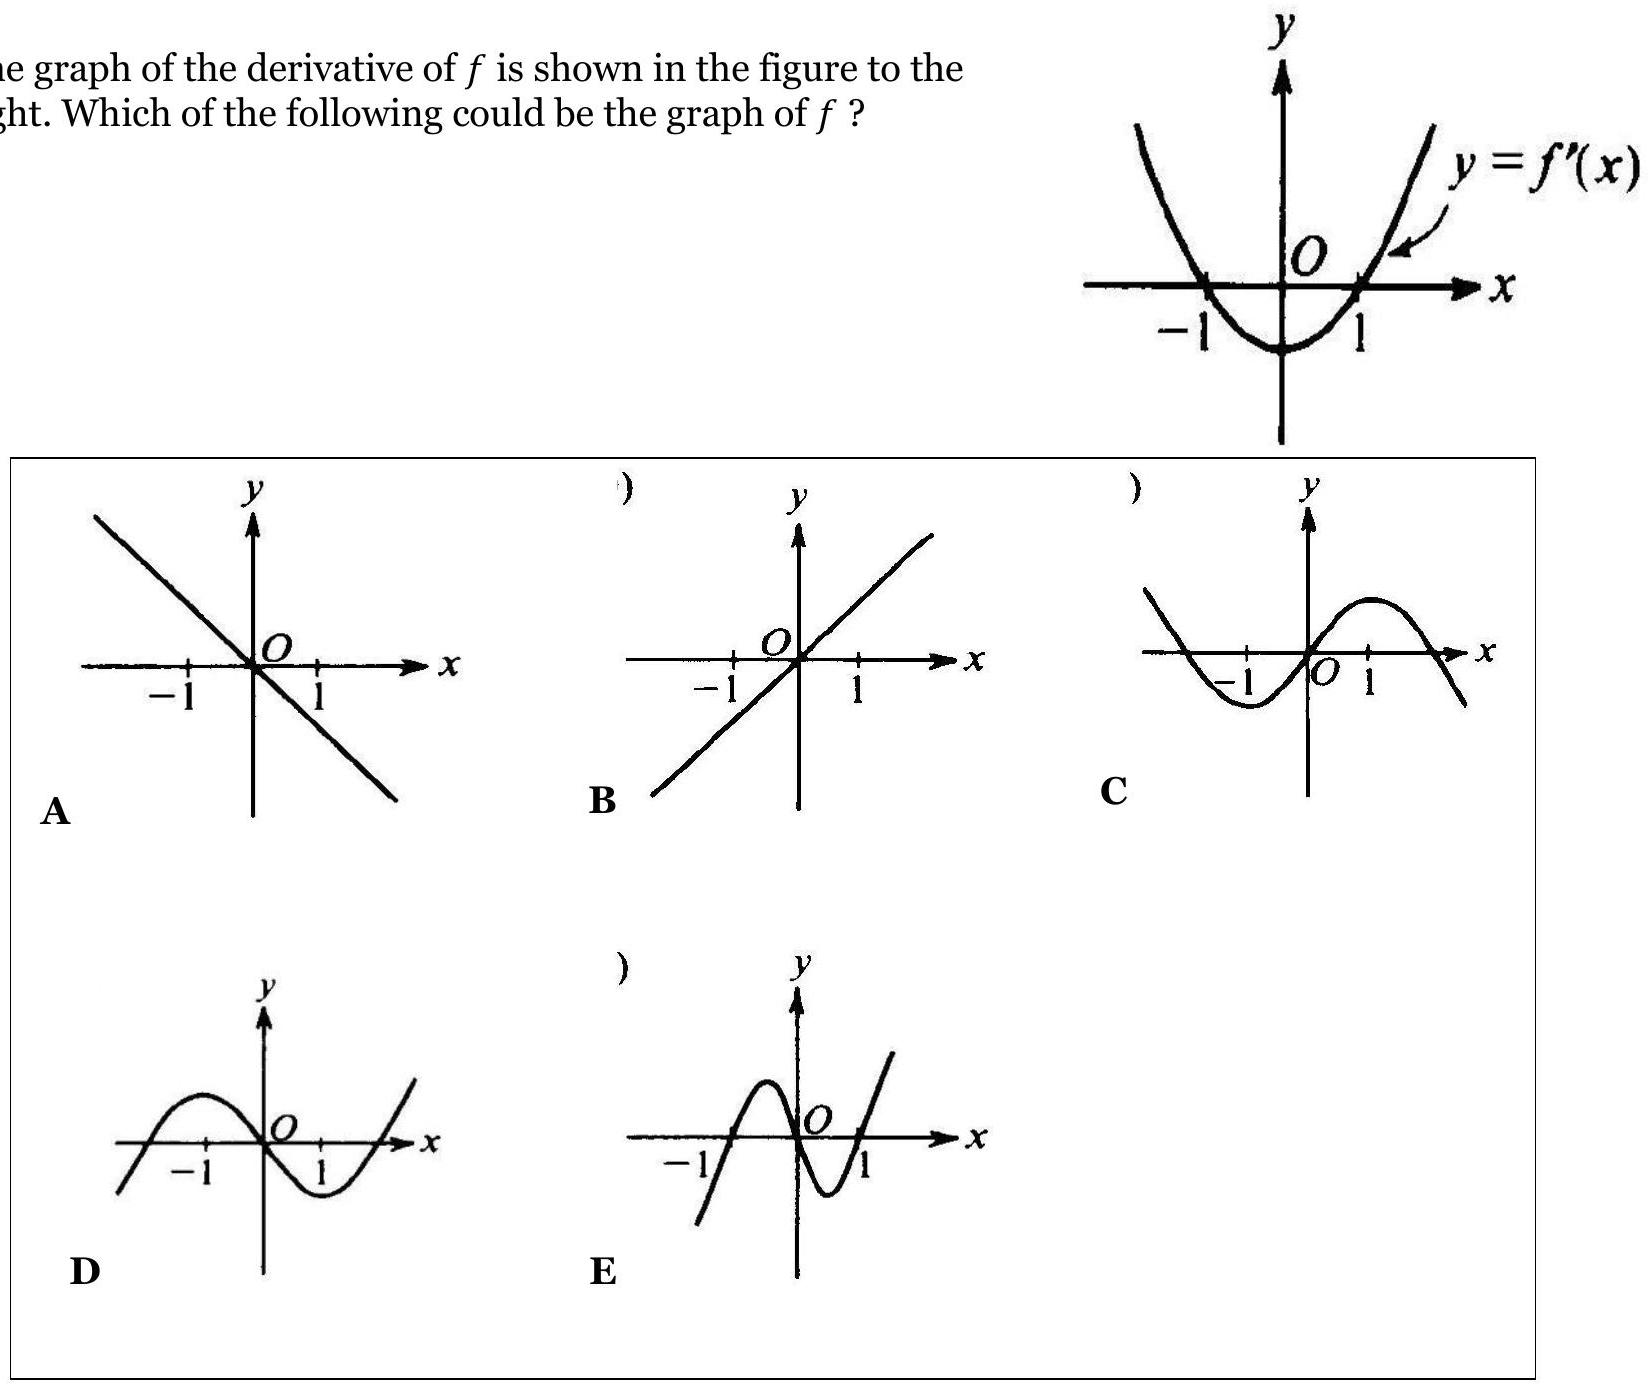 he graph of the derivative of f is shown in the figure to the
ght. Which of the following could be the graph of f ?
y
y = f'(x)
O
x
−1
1
y
O
x
−1
1
A
)
y
O
x
−1
1
B
)
y
x
−1
O
1
C
y
O
x
−1
1
D
)
y
O
x
−1
1
E